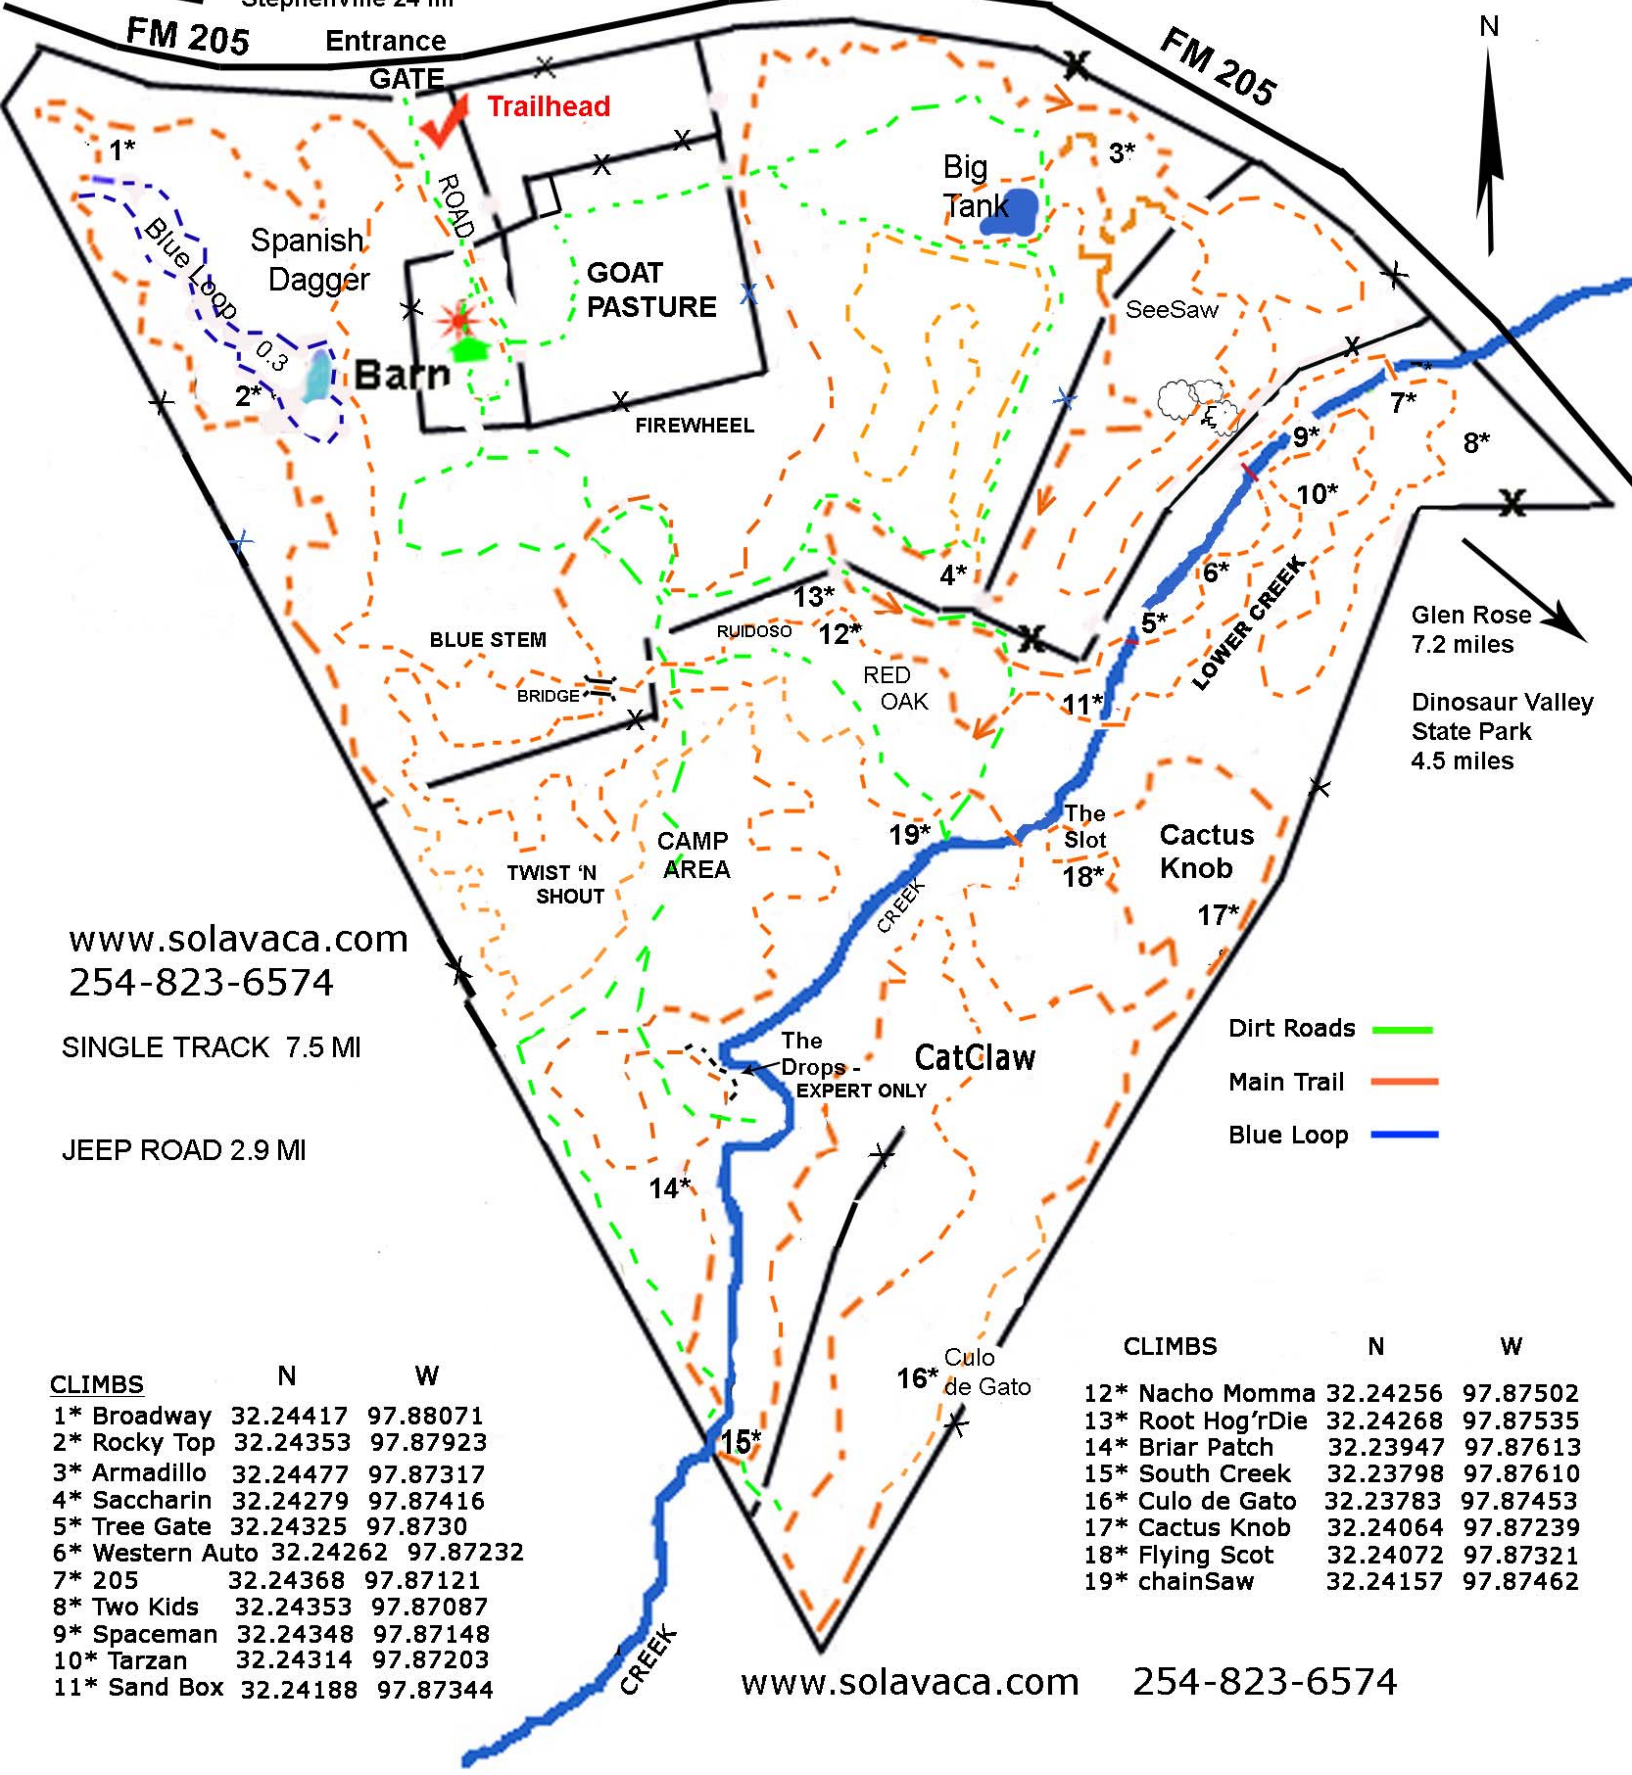 Stephenville 24 mi
FM 205
Entrance
GATE
Trailhead
FM 205
N
1*
ROAD
Big
Tank
3*
Blue Loop
0.3
Spanish
Dagger
GOAT
PASTURE
SeeSaw
2*
Barn
FIREWHEEL
7*
9*
8*
10*
4*
6*
13*
RUIDOSO
12*
5*
LOWER CREEK
BLUE STEM
BRIDGE
RED
OAK
11*
Glen Rose
7.2 miles
Dinosaur Valley
State Park
4.5 miles
CAMP
AREA
19*
The
Slot
18*
Cactus
Knob
17*
TWIST ‘N
SHOUT
CREEK
www.solavaca.com
254-823-6574
SINGLE TRACK 7.5 MI
JEEP ROAD 2.9 MI
The
Drops -
EXPERT ONLY
CatClaw
Dirt Roads
Main Trail
Blue Loop
14*
16* Culo
de Gato
15*
CREEK
CLIMBS N W
1* Broadway 32.24417 97.88071
2* Rocky Top 32.24353 97.87923
3* Armadillo 32.24477 97.87317
4* Saccharin 32.24279 97.87416
5* Tree Gate 32.24325 97.8730
6* Western Auto 32.24262 97.87232
7* 205 32.24368 97.87121
8* Two Kids 32.24353 97.87087
9* Spaceman 32.24348 97.87148
10* Tarzan 32.24314 97.87203
11* Sand Box 32.24188 97.87344
CLIMBS N W
12* Nacho Momma 32.24256 97.87502
13* Root Hog’rDie 32.24268 97.87535
14* Briar Patch 32.23947 97.87613
15* South Creek 32.23798 97.87610
16* Culo de Gato 32.23783 97.87453
17* Cactus Knob 32.24064 97.87239
18* Flying Scot 32.24072 97.87321
19* chainSaw 32.24157 97.87462
www.solavaca.com 254-823-6574